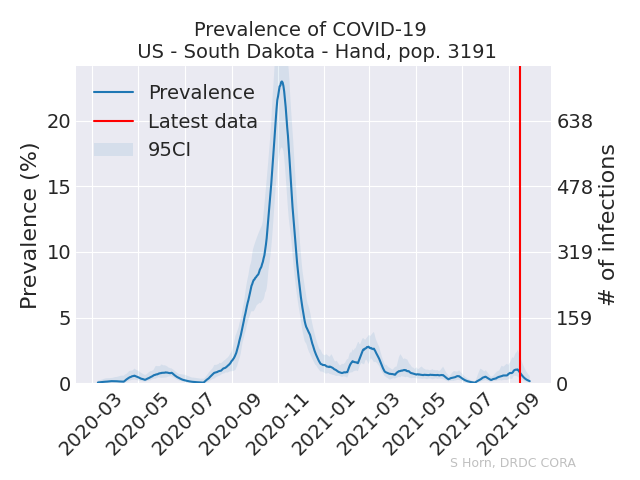 Prevalence of COVID-19
US - South Dakota - Hand, pop. 3191
Prevalence
Latest data
95CI
Prevalence (%)
20
15
10
5
0
# of infections
638
478
319
159
0
2020-03
2020-05
2020-07
2020-09
2020-11
2021-01
2021-03
2021-05
2021-07
2021-09
S Horn, DRDC CORA